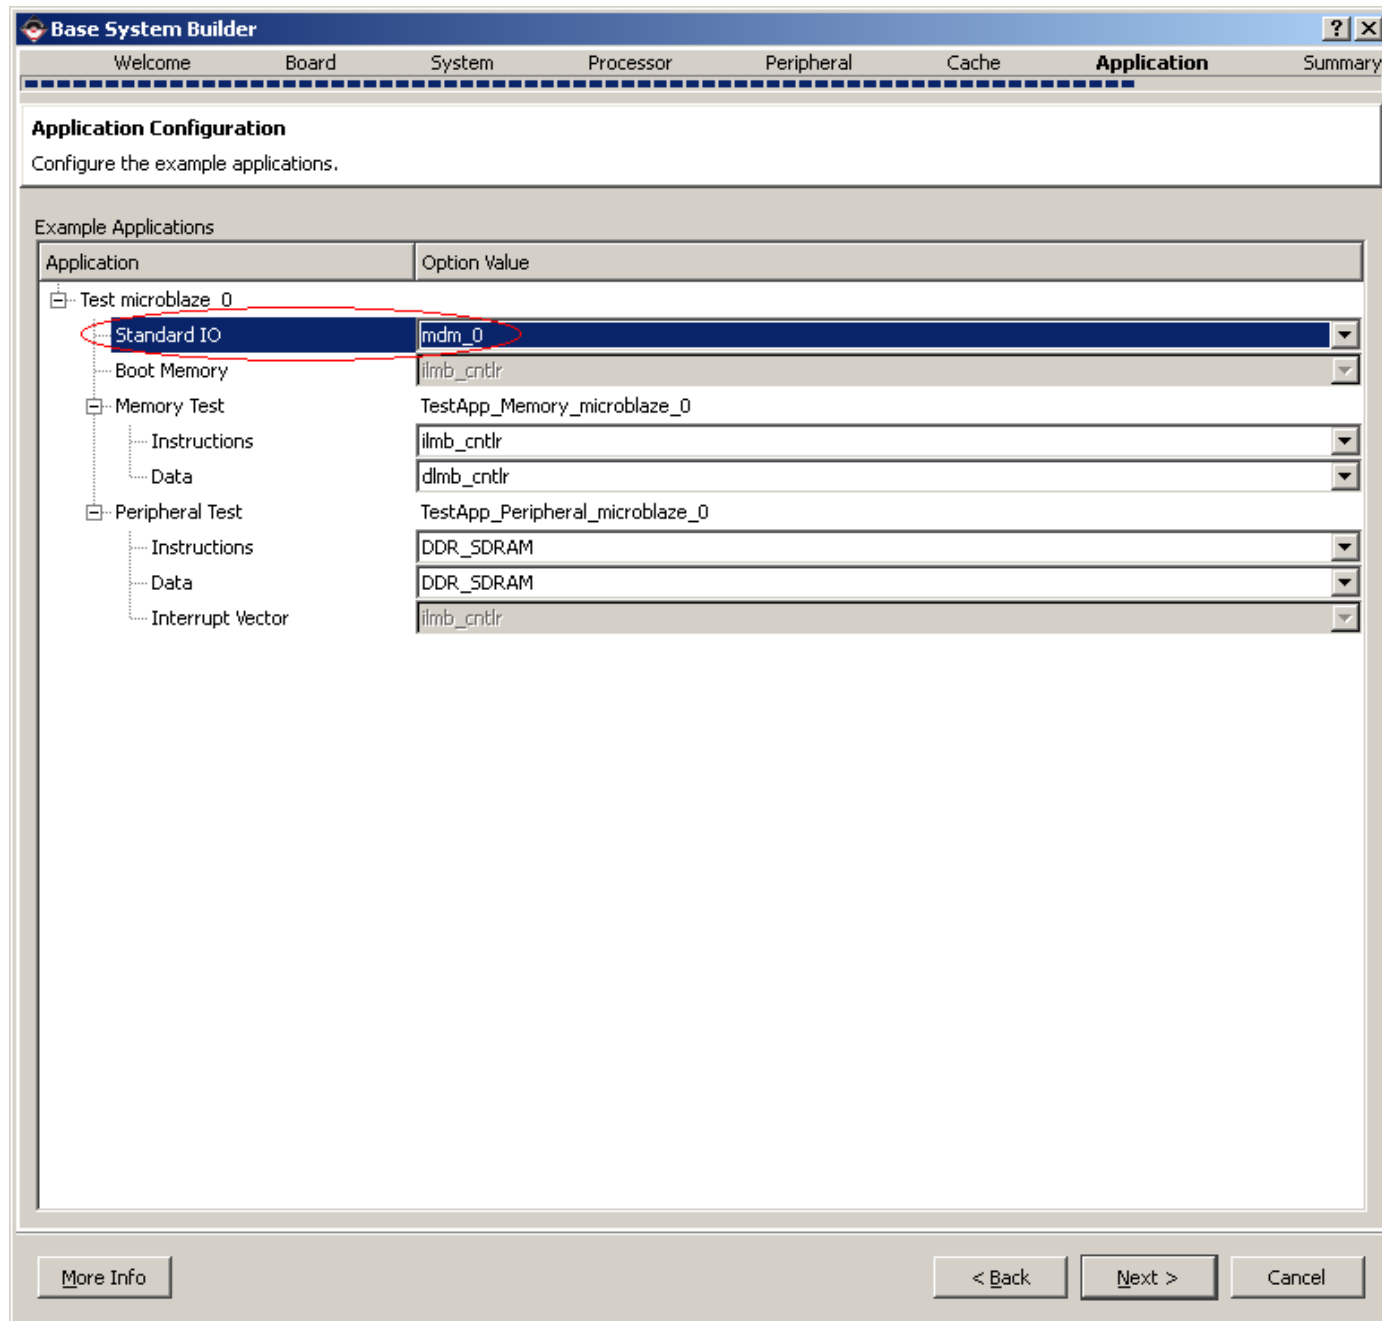 Base System Builder
Welcome Board System Processor Peripheral Cache Application Summary
Application Configuration
Configure the example applications.
Example Applications
Application Option Value
Test microblaze_0
Standard IO mdm_0
Boot Memory ilmb_cntlr
Memory Test TestApp_Memory_microblaze_0
Instructions ilmb_cntlr
Data dlmb_cntlr
Peripheral Test TestApp_Peripheral_microblaze_0
Instructions DDR_SDRAM
Data DDR_SDRAM
Interrupt Vector ilmb_cntlr
More Info < Back Next > Cancel